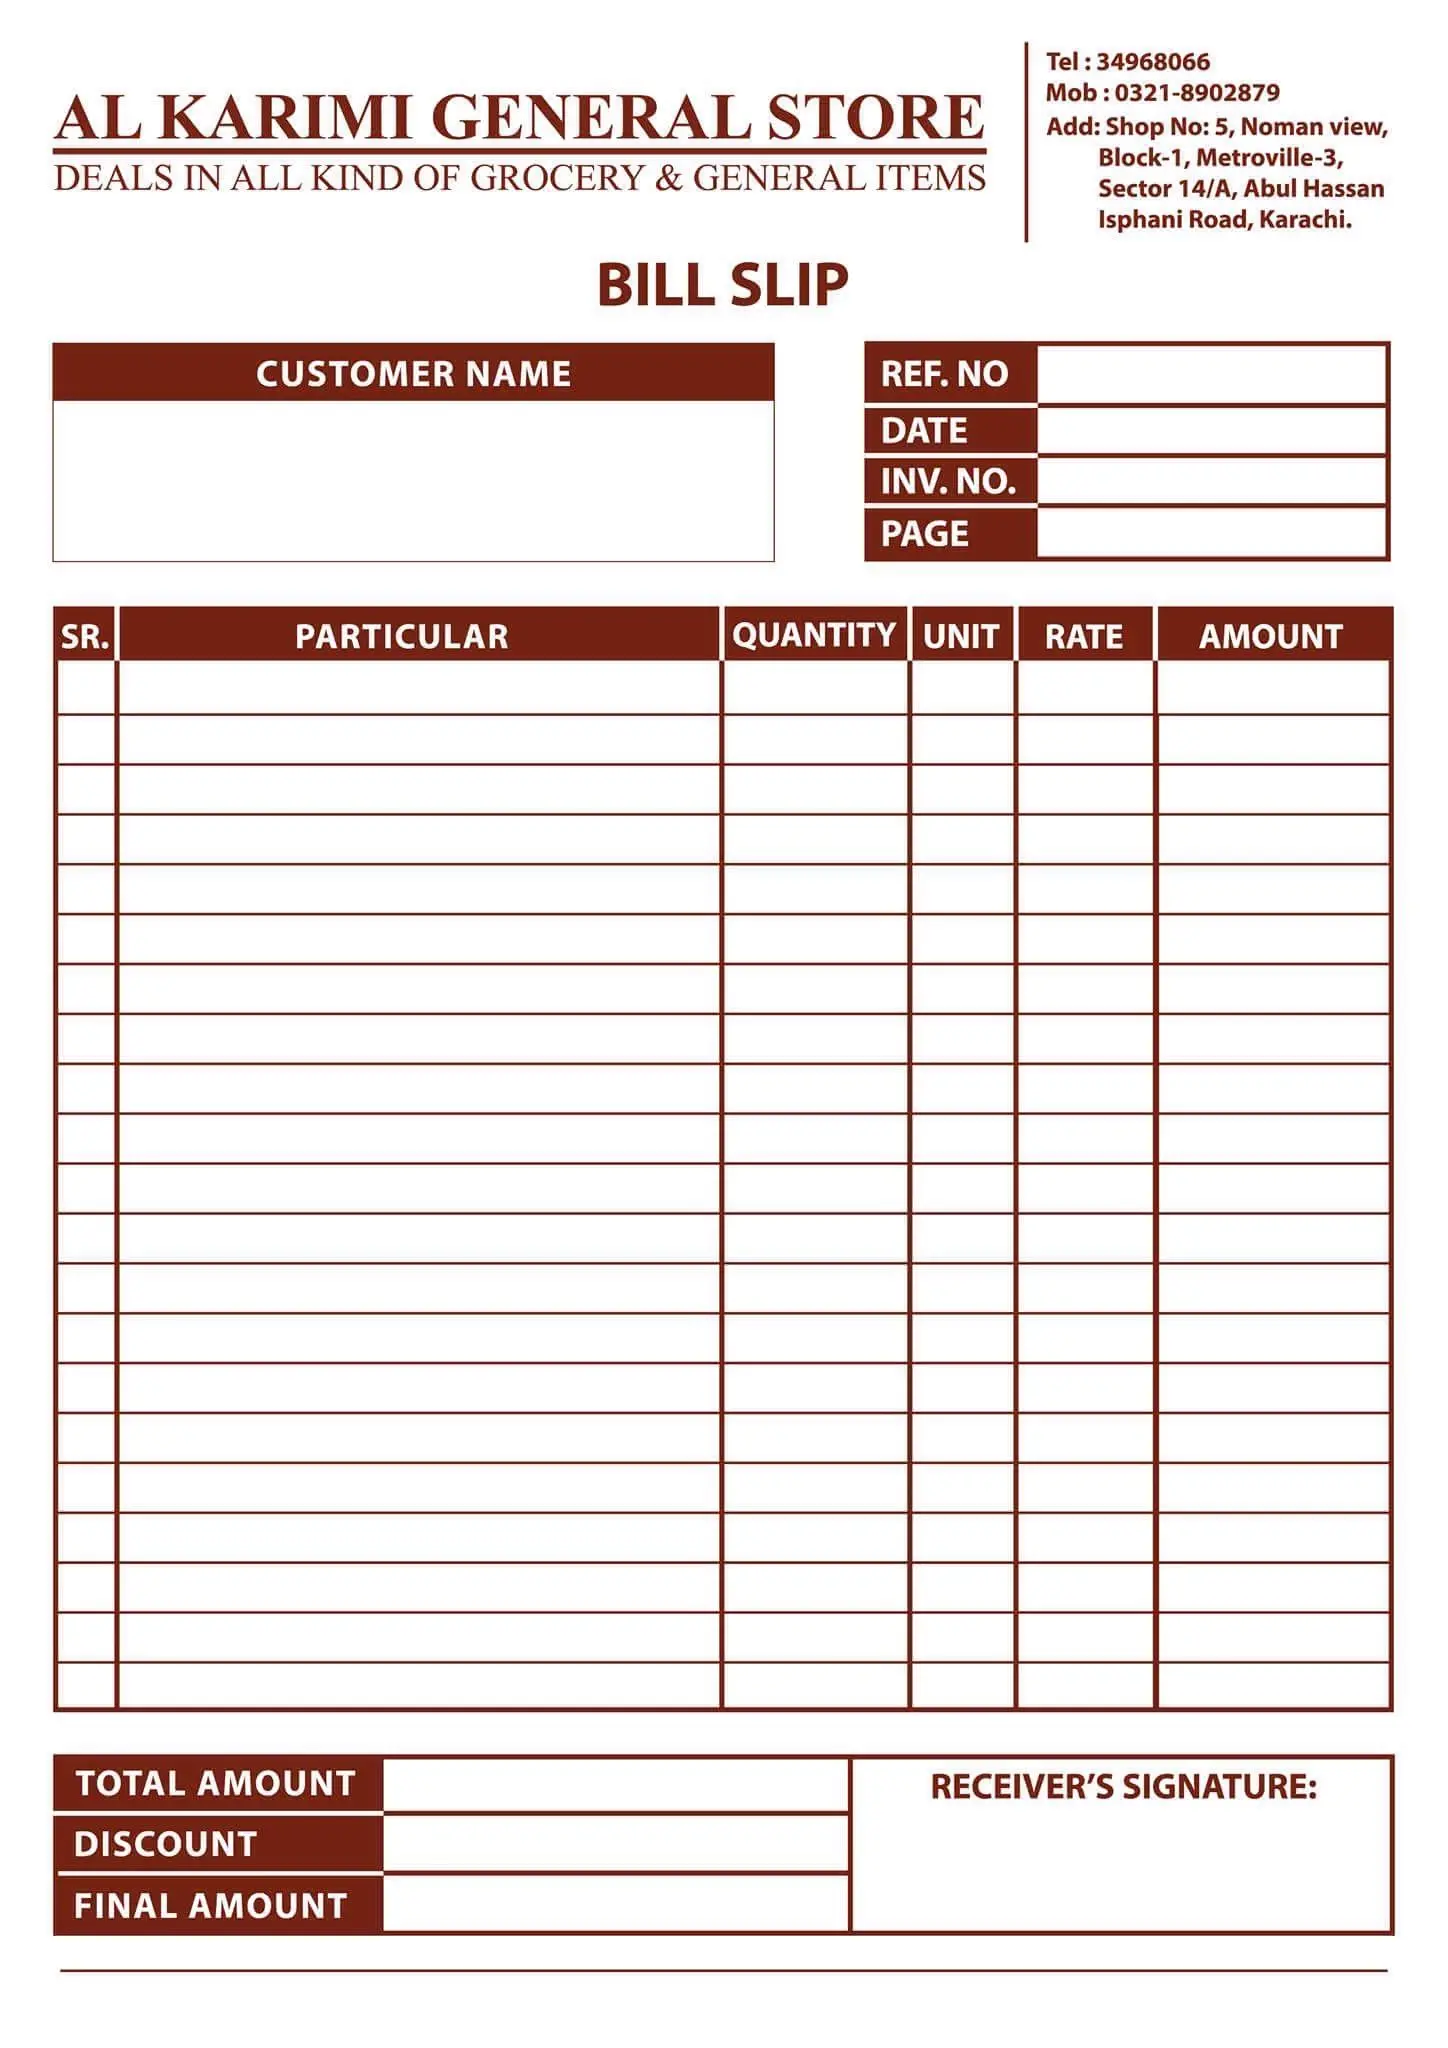 AL KARIMI GENERAL STORE
DEALS IN ALL KIND OF GROCERY & GENERAL ITEMS
Tel : 34968066
Mob : 0321-8902879
Add: Shop No: 5, Noman view,
Block-1, Metroville-3,
Sector 14/A, Abul Hassan
Isphani Road, Karachi.
BILL SLIP
CUSTOMER NAME
REF. NO
DATE
INV. NO.
PAGE
SR. PARTICULAR QUANTITY UNIT RATE AMOUNT
TOTAL AMOUNT
DISCOUNT
FINAL AMOUNT
RECEIVER’S SIGNATURE: